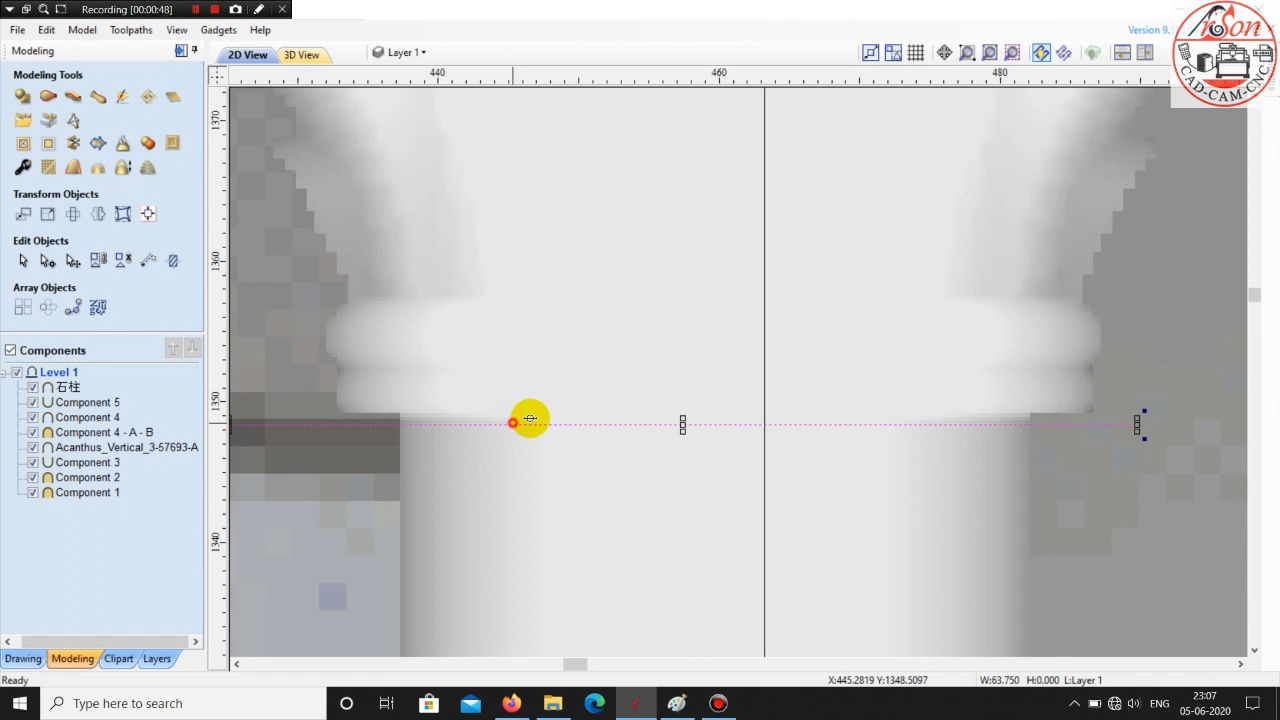 Recording [00:00:48]
File Edit Model Toolpaths View Gadgets Help
Version 9.
Modeling
2D View 3D View Layer 1
CAD-CAM-CNC
440 460 480
Modeling Tools
1370
1360
1350
1340
Transform Objects
Edit Objects
Array Objects
Components
Level 1
石柱
Component 5
Component 4
Component 4 - A - B
Acanthus_Vertical_3-57693-A
Component 3
Component 2
Component 1
Drawing Modeling Clipart Layers
Ready
X:445.2819 Y:1348.5097 W:63.750 H:0.000 L:Layer 1
Type here to search
ENG
23:07
05-06-2020